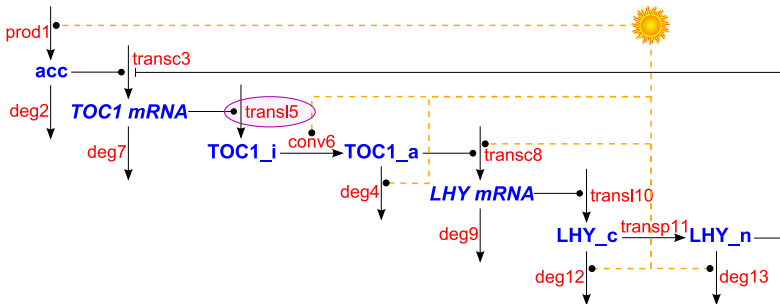 prod1
transc3
acc
deg2
TOC1 mRNA
transl5
deg7
conv6
TOC1_i
TOC1_a
transc8
deg4
LHY mRNA
transl10
deg9
transp11
LHY_c
LHY_n
deg12
deg13